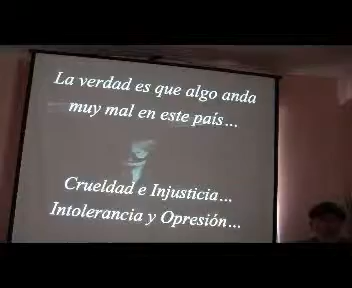 La verdad es que algo anda
muy mal en este país...
Crueldad e Injusticia...
Intolerancia y Opresión...